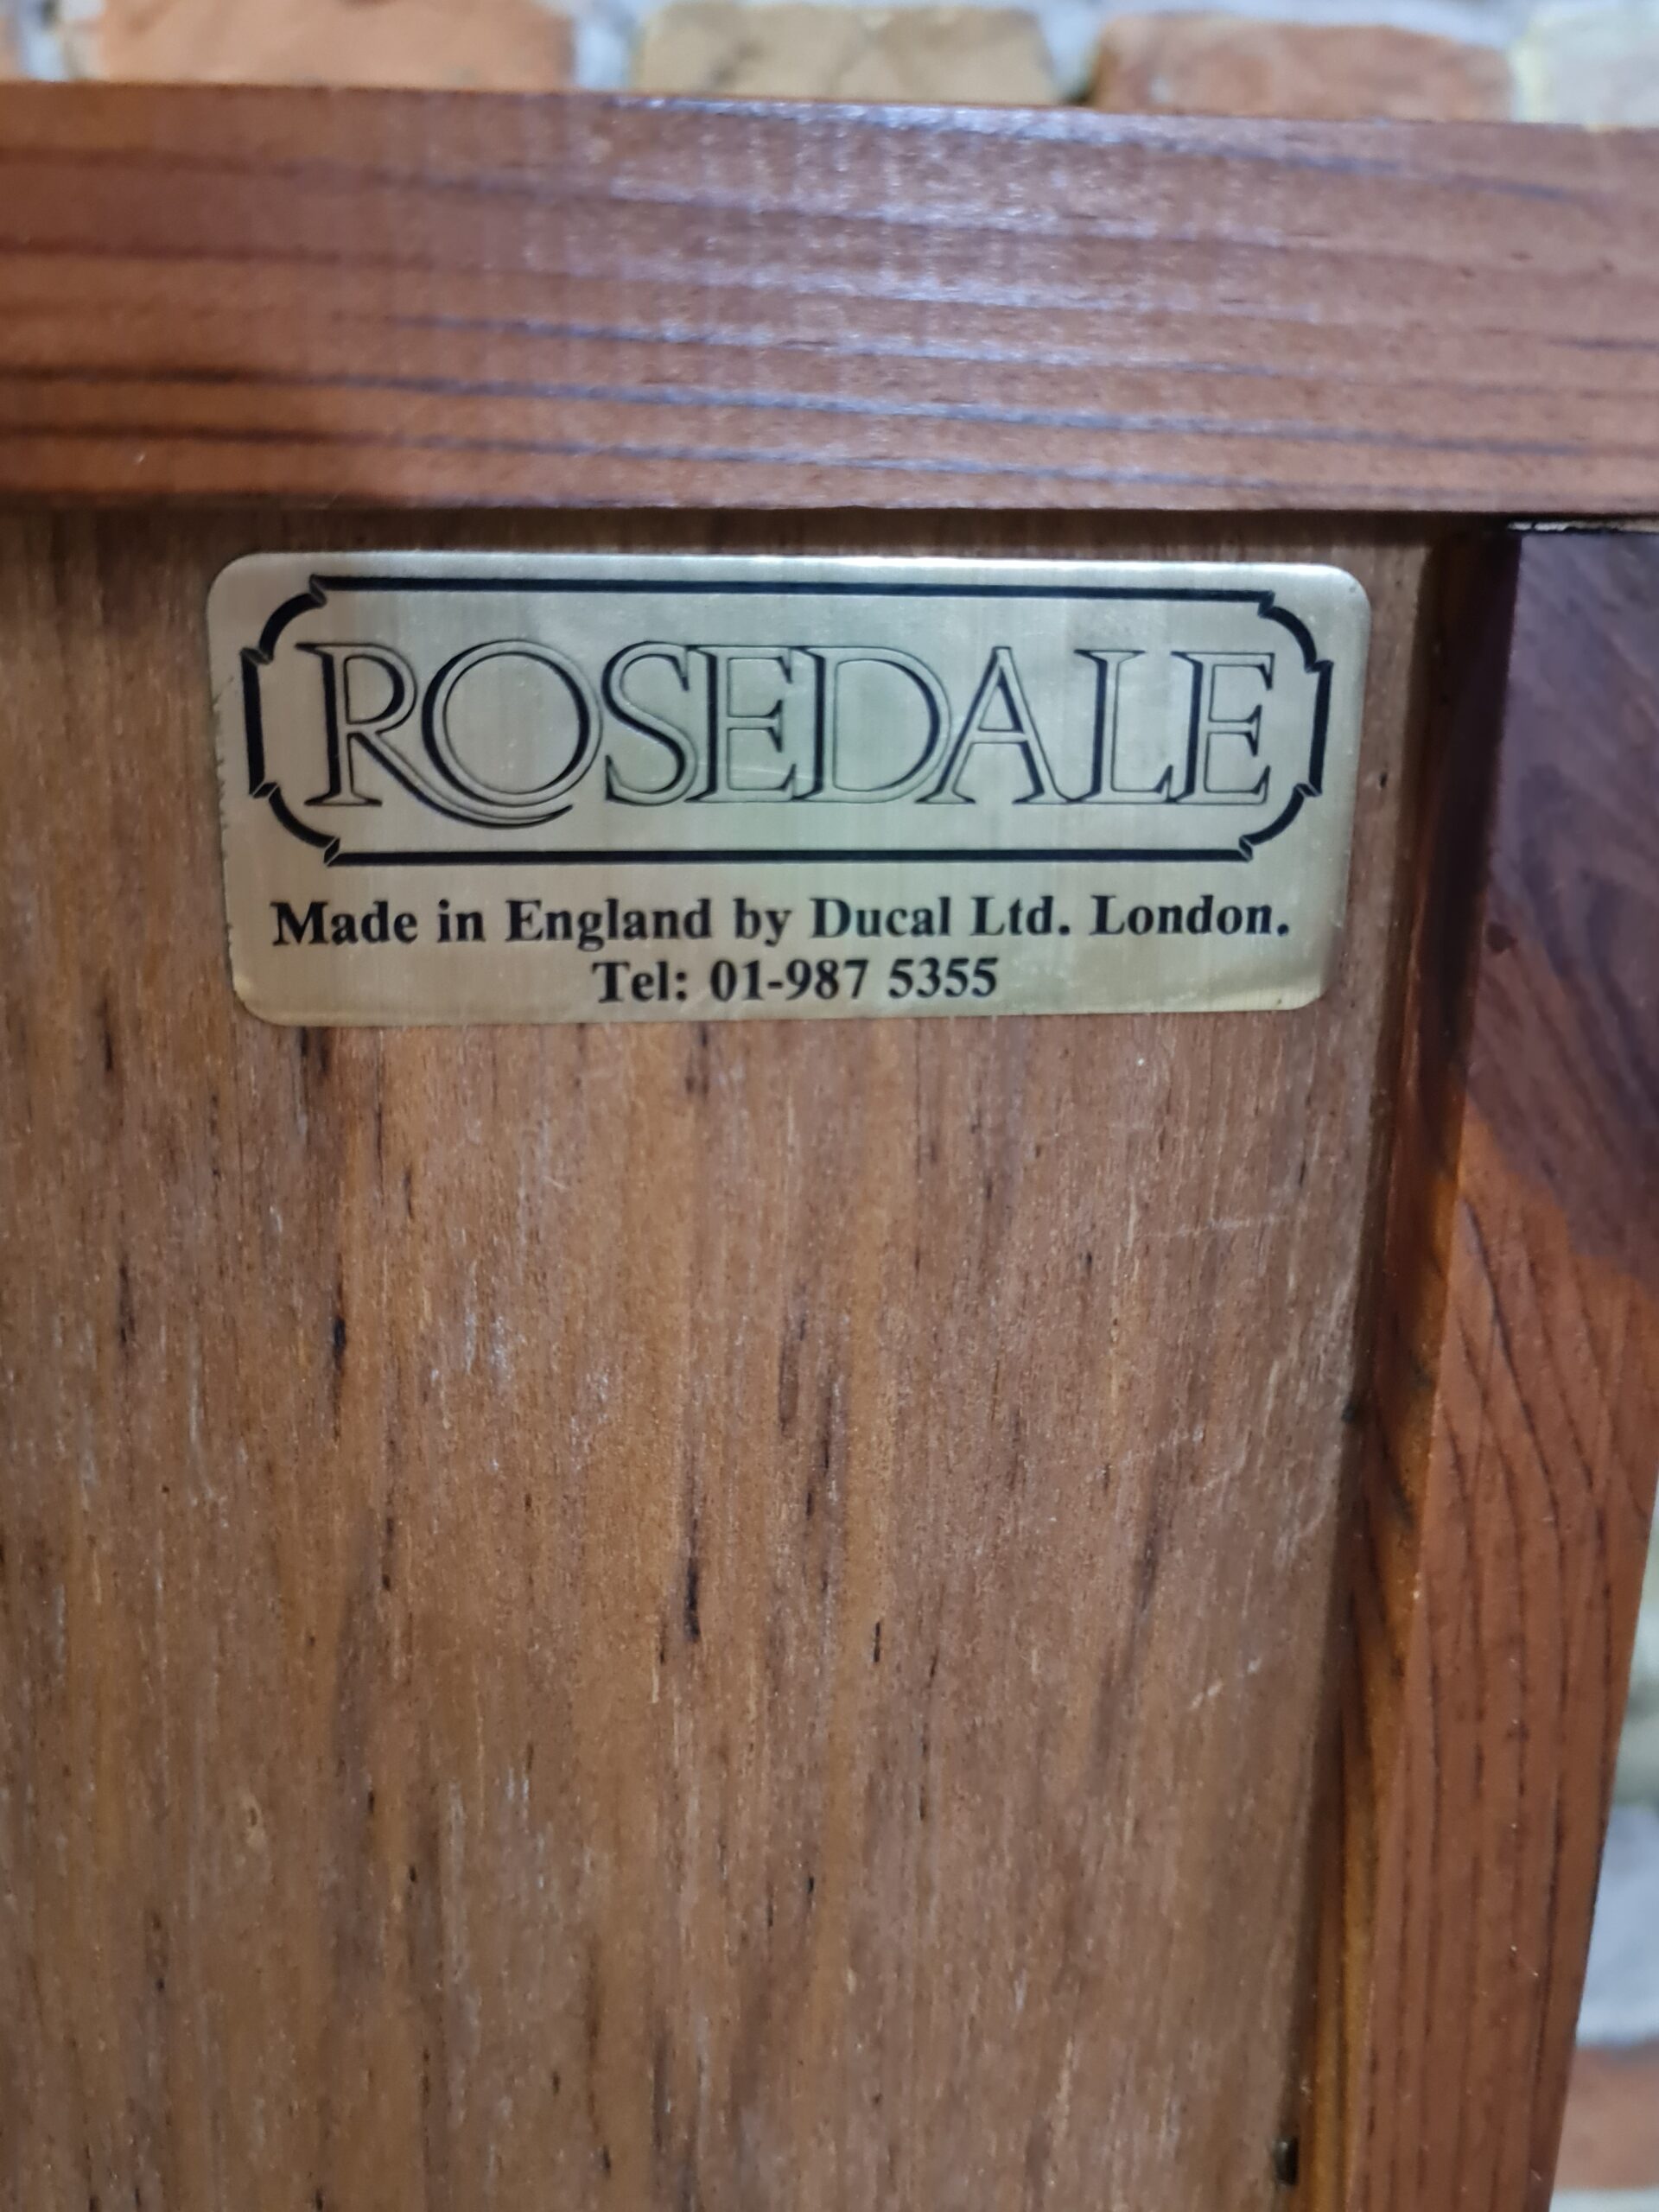 ROSEDALE
Made in England by Ducal Ltd. London.
Tel: 01-987 5355